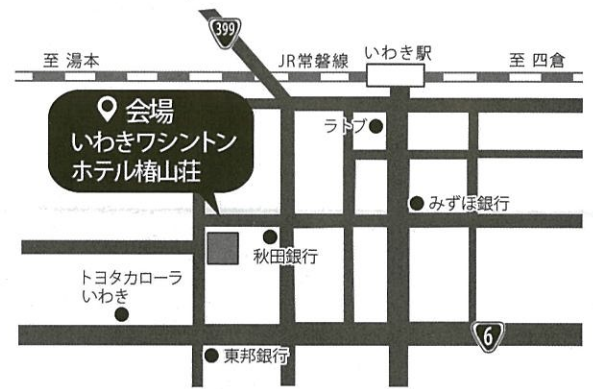 399
至 湯本
JR常磐線
いわき駅
至 四倉
会場
いわきワシントン
ホテル椿山荘
ラトブ
みずほ銀行
秋田銀行
トヨタカローラ
いわき
6
東邦銀行